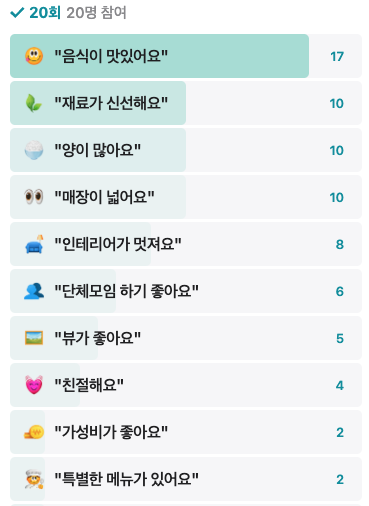 20회 20명 참여
"음식이 맛있어요" 17
"재료가 신선해요" 10
"양이 많아요" 10
"매장이 넓어요" 10
"인테리어가 멋져요" 8
"단체모임 하기 좋아요" 6
"뷰가 좋아요" 5
"친절해요" 4
"가성비가 좋아요" 2
"특별한 메뉴가 있어요" 2